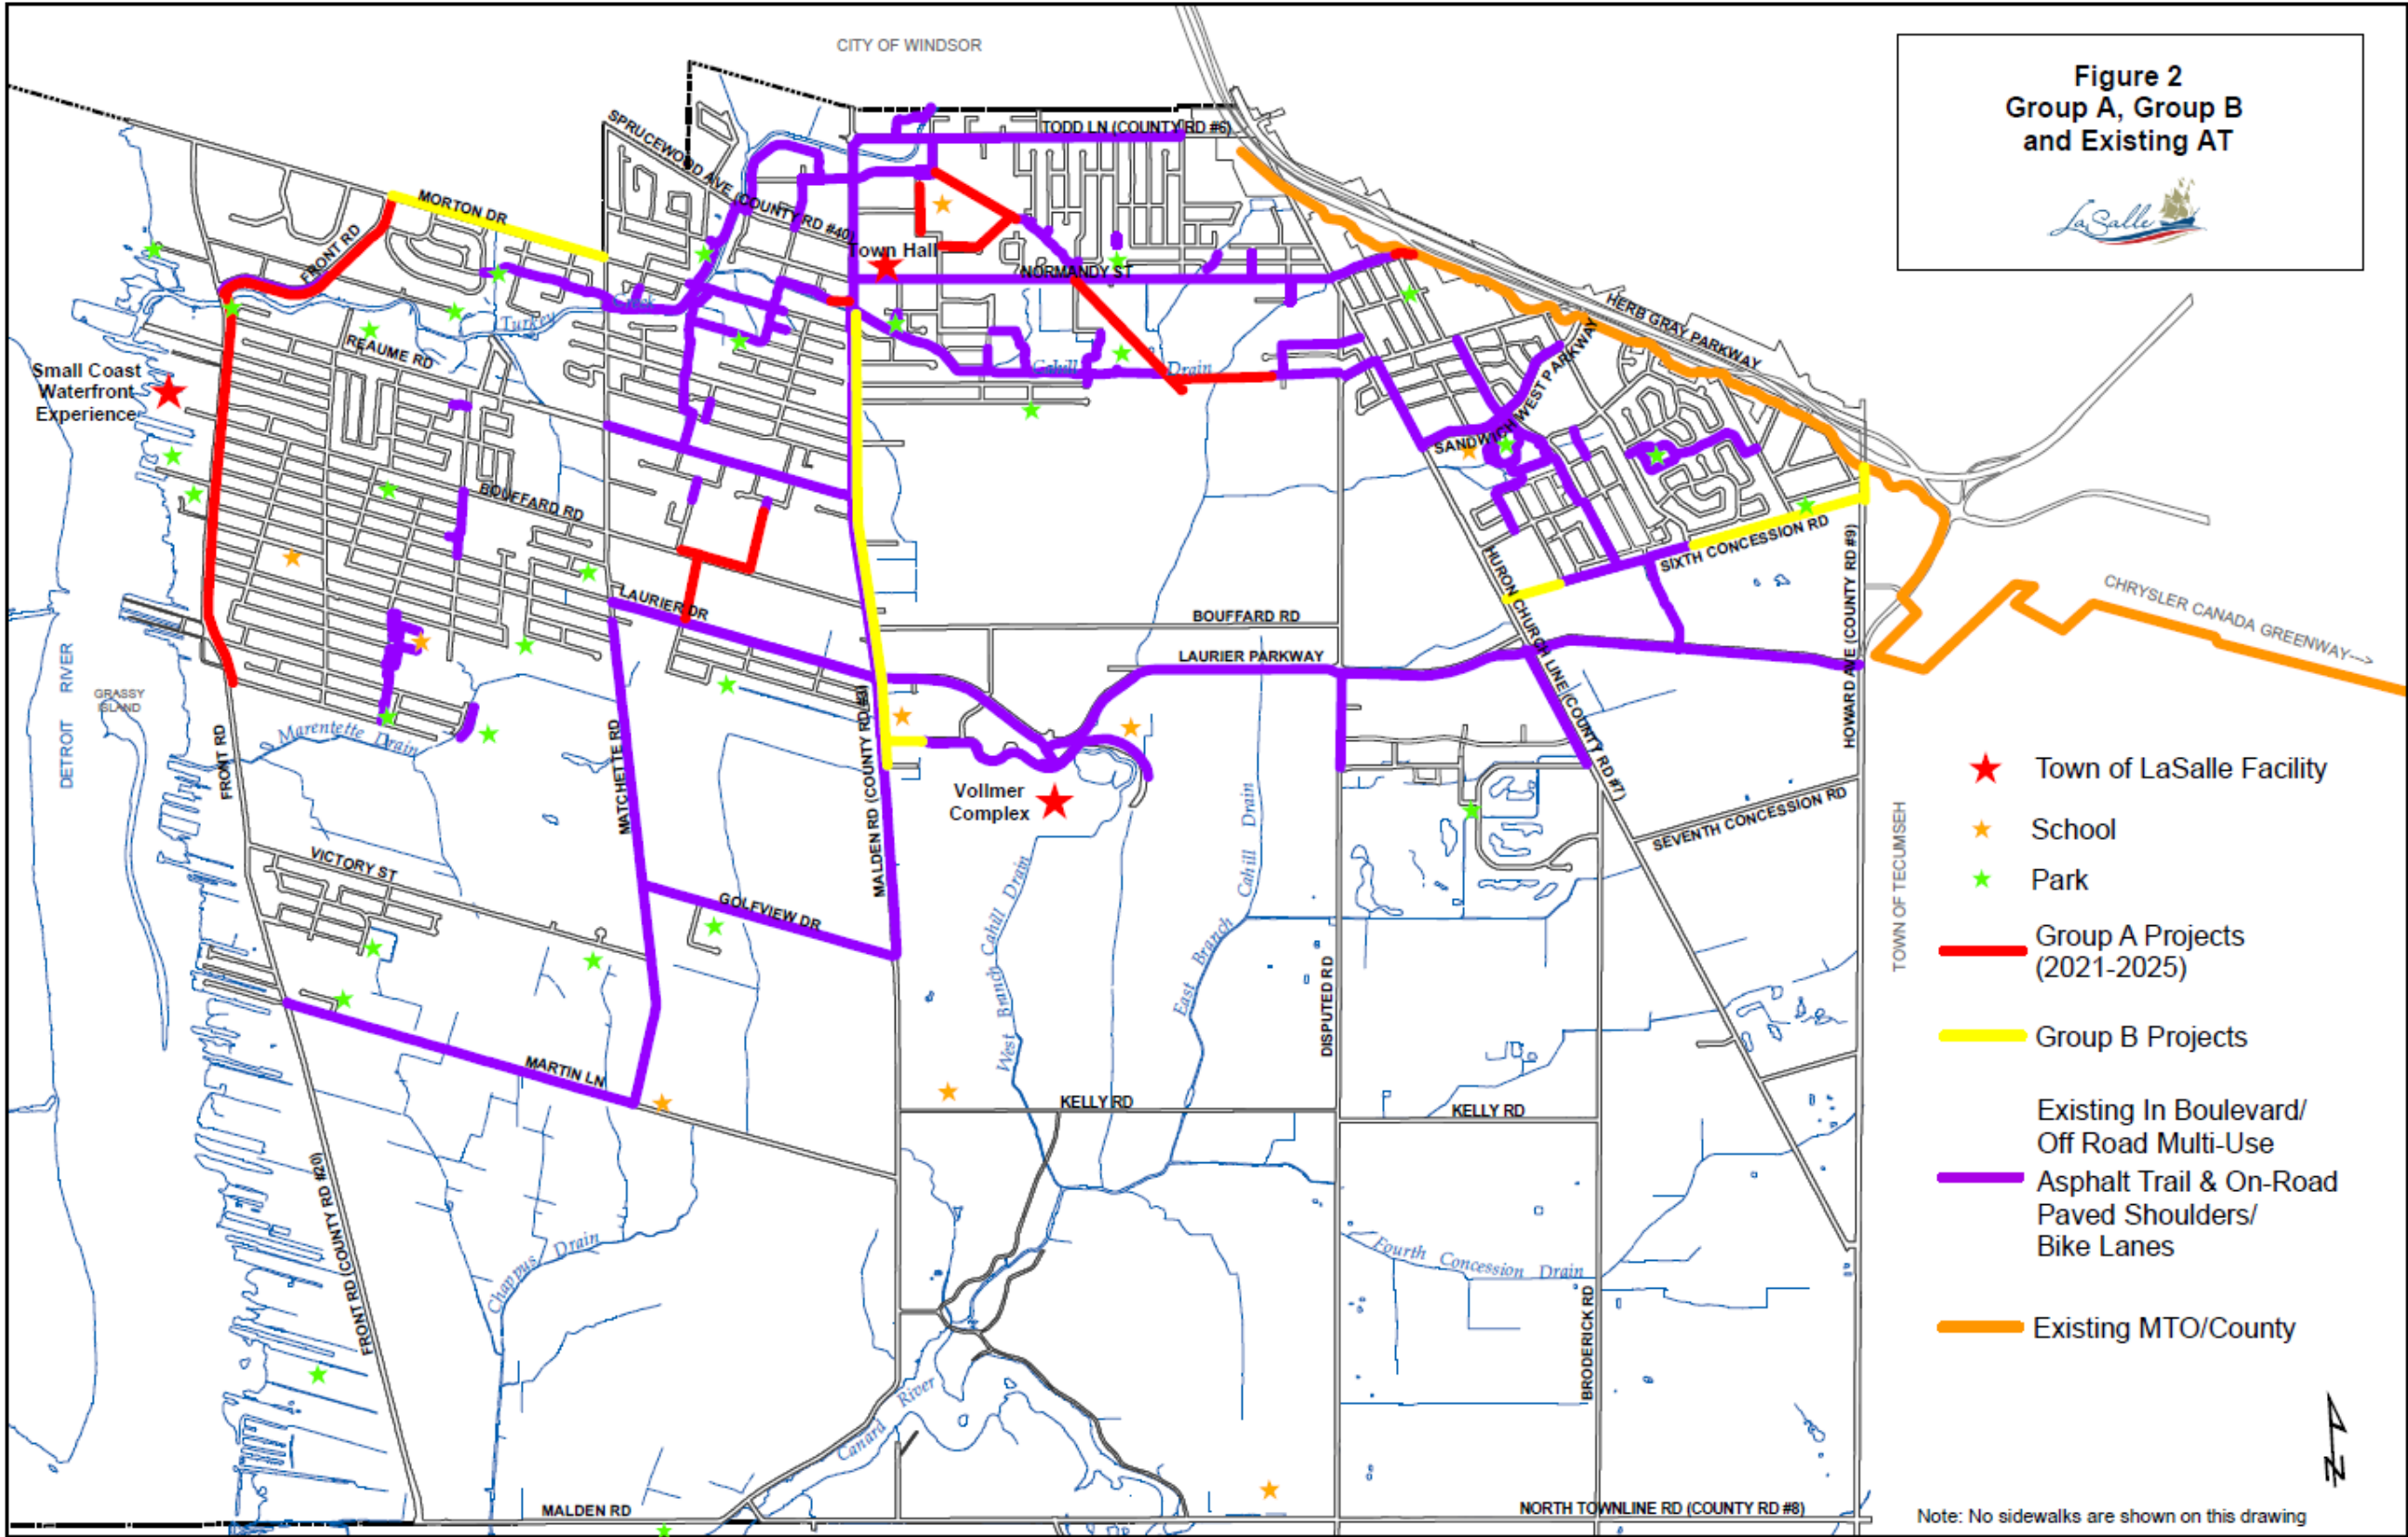 CITY OF WINDSOR
Figure 2
Group A, Group B
and Existing AT
LaSalle
SPRUCEWOOD AVE (COUNTY RD #40)
TODD LN (COUNTY RD #6)
MORTON DR
FRONT RD
Town Hall
NORMANDY ST
HERB GRAY PARKWAY
Turkey
Creek
REAUME RD
Cahill
Drain
SANDWICH WEST PARKWAY
Small Coast
Waterfront
Experience
BOUFFARD RD
SIXTH CONCESSION RD
HURON CHURCH LINE (COUNTY RD #7)
HOWARD AVE (COUNTY RD #9)
CHRYSLER CANADA GREENWAY--->
LAURIER DR
BOUFFARD RD
LAURIER PARKWAY
DETROIT RIVER
GRASSY
ISLAND
Marentette Drain
FRONT RD
MATCHETTE RD
MALDEN RD (COUNTY RD #3)
Vollmer
Complex
SEVENTH CONCESSION RD
TOWN OF TECUMSEH
VICTORY ST
GOLFVIEW DR
West Branch Cahill Drain
East Branch Cahill Drain
DISPUTED RD
MARTIN LN
KELLY RD
KELLY RD
FRONT RD (COUNTY RD #20)
Chappus Drain
Fourth Concession Drain
BRODERICK RD
Canard River
MALDEN RD
NORTH TOWNLINE RD (COUNTY RD #8)
Town of LaSalle Facility
School
Park
Group A Projects
(2021-2025)
Group B Projects
Existing In Boulevard/
Off Road Multi-Use
Asphalt Trail & On-Road
Paved Shoulders/
Bike Lanes
Existing MTO/County
N
Note: No sidewalks are shown on this drawing